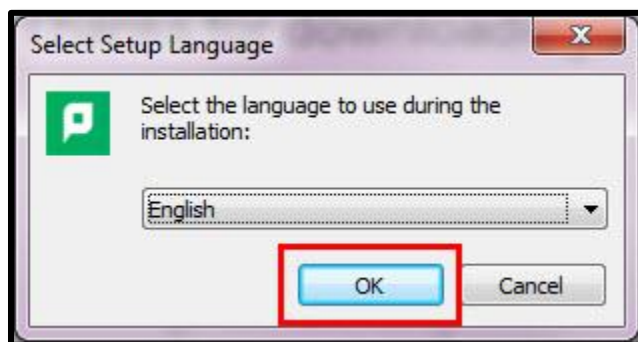 Select Setup Language
Select the language to use during the
installation:
English
OK
Cancel